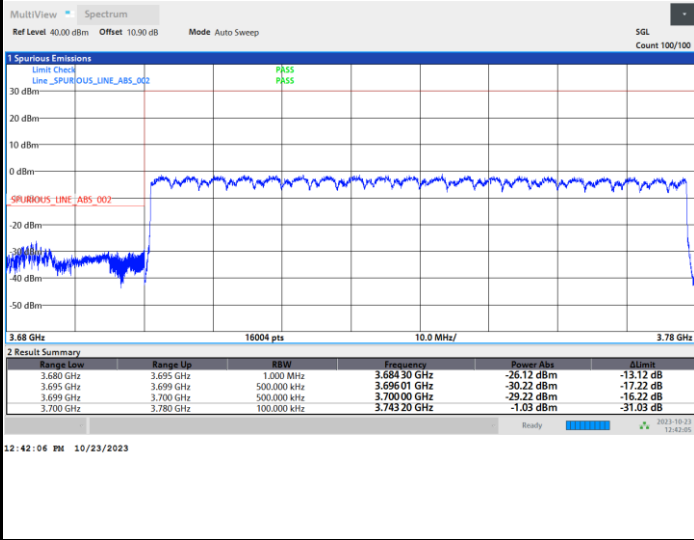 MultiView Spectrum
Ref Level 40.00 dBm Offset 10.90 dB Mode Auto Sweep SGL
Count 100/100
1 Spurious Emissions
Limit Check PASS
Line _SPURIOUS_LINE_ABS_002 PASS
30 dBm
20 dBm
10 dBm
0 dBm
_SPURIOUS_LINE_ABS_002
-20 dBm
-30 dBm
-40 dBm
-50 dBm
3.68 GHz 16004 pts 10.0 MHz/ 3.78 GHz
2 Result Summary
Range Low Range Up RBW Frequency Power Abs ΔLimit
3.680 GHz 3.695 GHz 1.000 MHz 3.684 30 GHz -26.12 dBm -13.12 dB
3.695 GHz 3.699 GHz 500.000 kHz 3.696 01 GHz -30.22 dBm -17.22 dB
3.699 GHz 3.700 GHz 500.000 kHz 3.700 00 GHz -29.22 dBm -16.22 dB
3.700 GHz 3.780 GHz 100.000 kHz 3.743 20 GHz -1.03 dBm -31.03 dB
Ready 2023-10-23
12:42:05
12:42:06 PM 10/23/2023